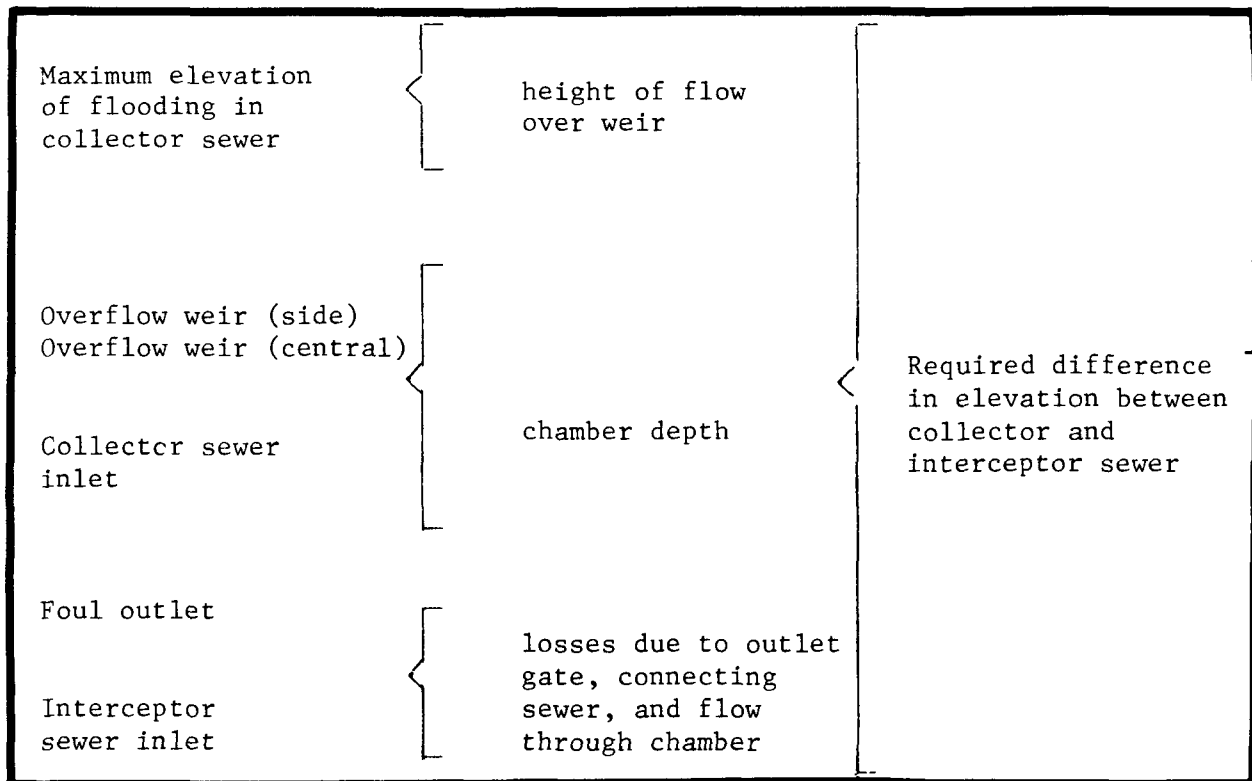 Maximum elevation
of flooding in
collector sewer
height of flow
over weir
Overflow weir (side)
Overflow weir (central)
Collector sewer
inlet
chamber depth
Required difference
in elevation between
collector and
interceptor sewer
Foul outlet
Interceptor
sewer inlet
losses due to outlet
gate, connecting
sewer, and flow
through chamber